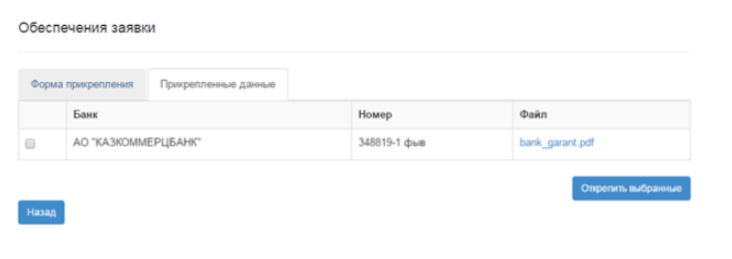 Обеспечения заявки
Форма прикрепления Прикрепленные данные
Банк Номер Файл
АО "КАЗКОММЕРЦБАНК" 348819-1 фыв bank_garant.pdf
Открепить выбранные
Назад